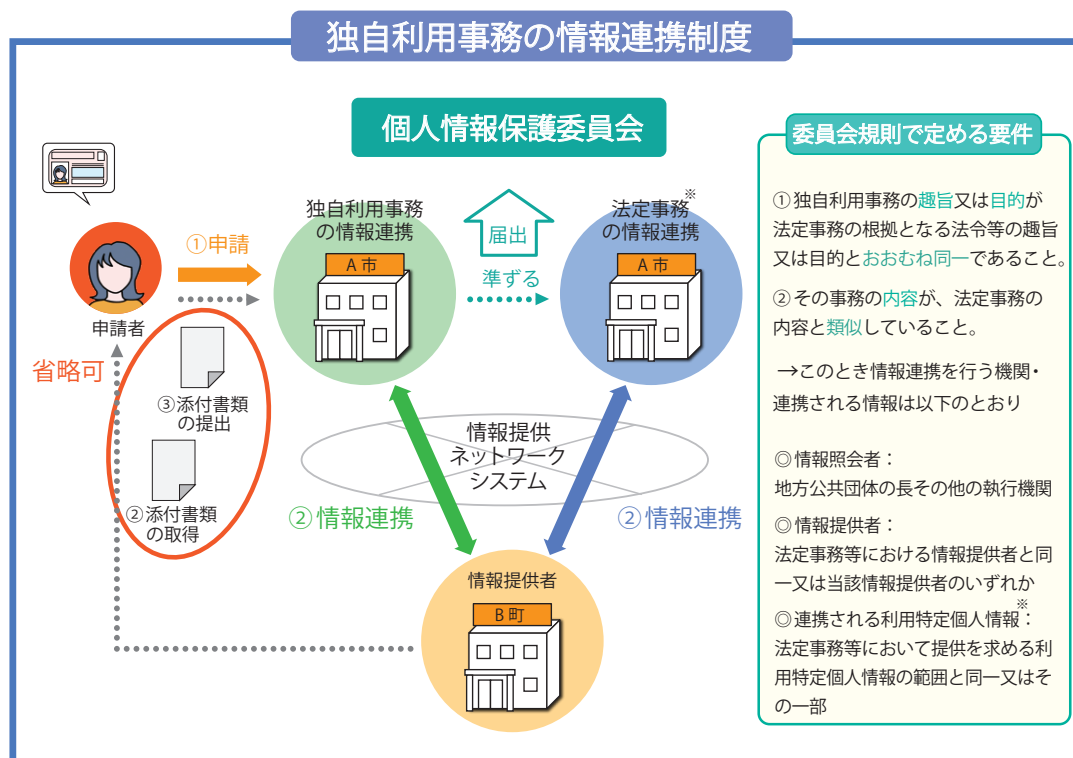 独自利用事務の情報連携制度
個人情報保護委員会
届出
準ずる
独自利用事務
の情報連携
A 市
※
法定事務
の情報連携
A 市
①申請
申請者
省略可
③添付書類
の提出
②添付書類
の取得
情報提供
ネットワーク
システム
②情報連携
②情報連携
情報提供者
B 町
委員会規則で定める要件
①独自利用事務の趣旨又は目的が
法定事務の根拠となる法令等の趣旨
又は目的とおおむね同一であること。
②その事務の内容が、法定事務の
内容と類似していること。
→このとき情報連携を行う機関・
連携される情報は以下のとおり
◎情報照会者：
地方公共団体の長その他の執行機関
◎情報提供者：
法定事務等における情報提供者と同
一又は当該情報提供者のいずれか
◎連携される利用特定個人情報※：
法定事務等において提供を求める利
用特定個人情報の範囲と同一又はそ
の一部